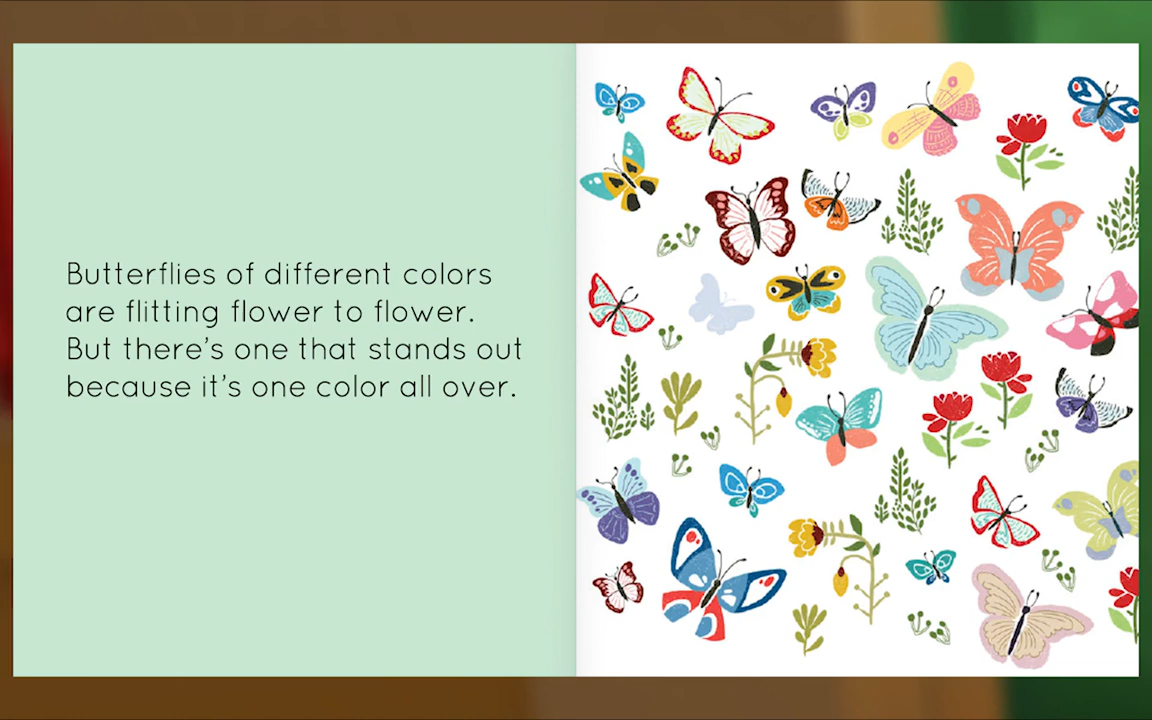 Butterflies of different colors
are flitting flower to flower.
But there's one that stands out
because it's one color all over.